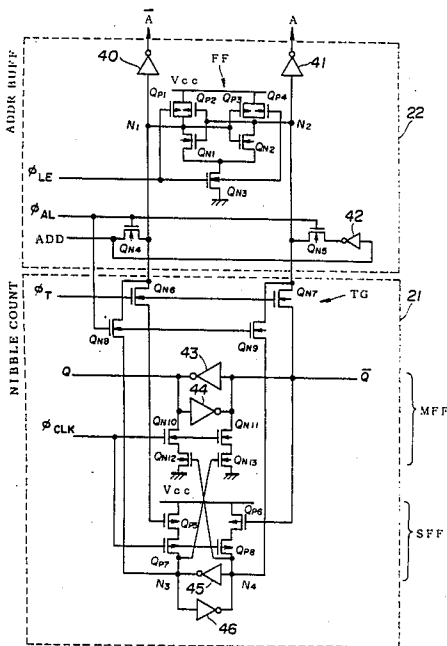 Ā A
40 41
FF
Vcc
QP1 QP2 QP3 QP4
N1 N2
QN1 QN2
ADDR BUFF
22
φLE
QN3
φAL
42
ADD
QN4 QN5
φT
QN6 QN7
TG
21
QN8 QN9
NIBBLE COUNT
43
Q Q̄
44
QN10 QN11
MFF
φCLK
QN12 QN13
Vcc
QP5 QP6
SFF
QP7 QP8
N3 N4
45
46